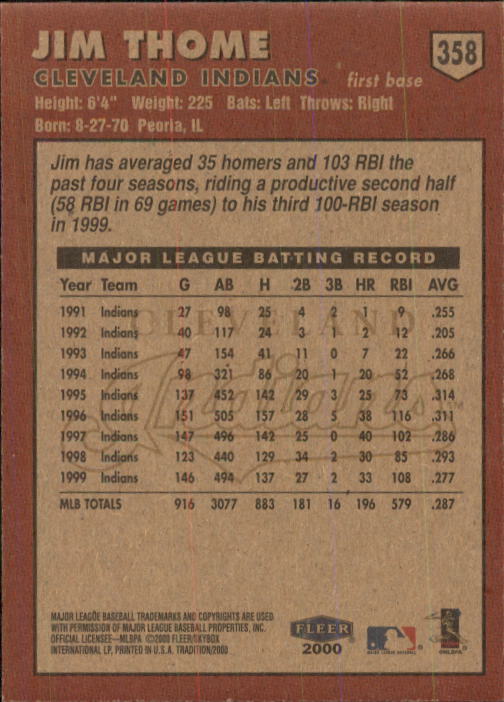 JIM THOME
358
CLEVELAND INDIANS® first base
Height: 6'4" Weight: 225 Bats: Left Throws: Right
Born: 8-27-70 Peoria, IL
Jim has averaged 35 homers and 103 RBI the
past four seasons, riding a productive second half
(58 RBI in 69 games) to his third 100-RBI season
in 1999.
MAJOR LEAGUE BATTING RECORD
Year Team G AB H 2B 3B HR RBI AVG
1991 Indians 27 98 25 4 2 1 9 .255
1992 Indians 40 117 24 3 1 2 12 .205
CLEVELAND
1993 Indians 47 154 41 11 0 7 22 .266
1994 Indians 98 321 86 20 1 20 52 .268
1995 Indians 137 452 142 29 3 25 73 .314
Indians
1996 Indians 151 505 157 28 5 38 116 .311
1997 Indians 147 496 142 25 0 40 102 .286
1998 Indians 123 440 129 34 2 30 85 .293
1999 Indians 146 494 137 27 2 33 108 .277
MLB TOTALS 916 3077 883 181 16 196 579 .287
MAJOR LEAGUE BASEBALL TRADEMARKS AND COPYRIGHTS ARE USED
WITH PERMISSION OF MAJOR LEAGUE BASEBALL PROPERTIES, INC.
OFFICIAL LICENSEE—MLBPA ©2000 FLEER/SKYBOX
INTERNATIONAL LP, PRINTED IN U.S.A. TRADITION/2000
FLEER
2000
MAJOR LEAGUE BASEBALL
©MLBPA